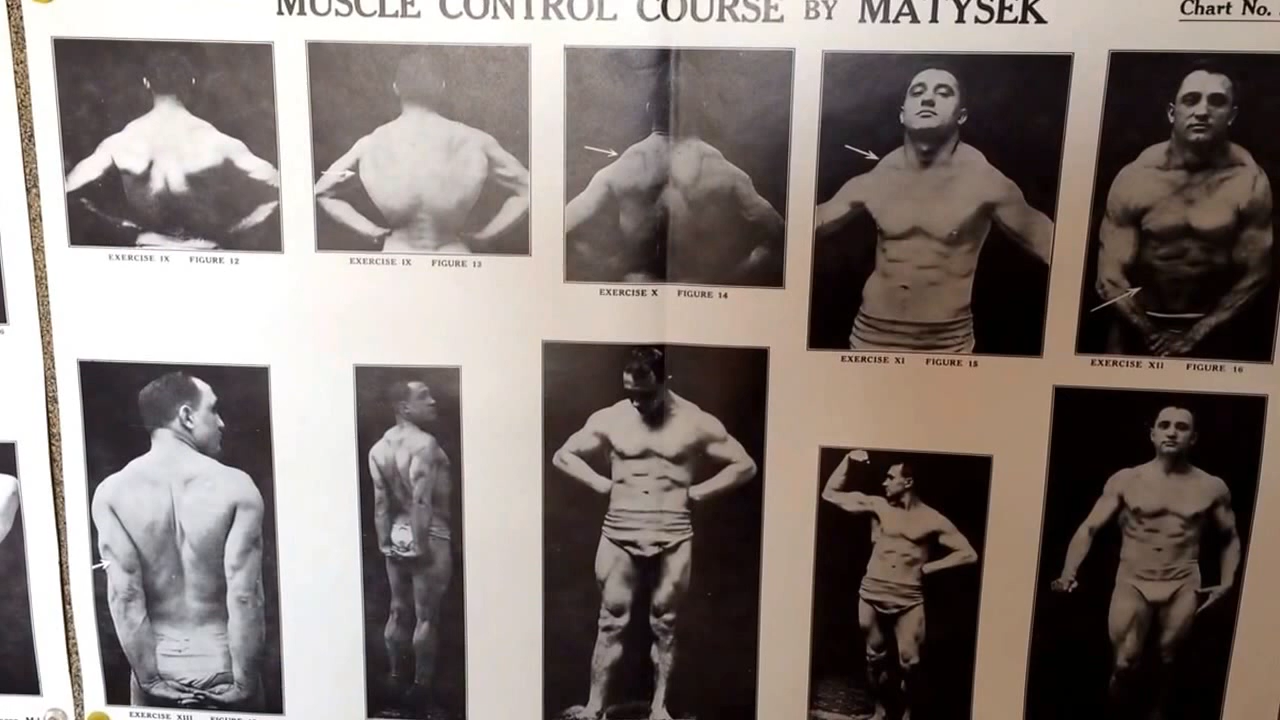 MUSCLE CONTROL COURSE BY MATYSEK
Chart No.
EXERCISE IX FIGURE 12
EXERCISE IX FIGURE 13
EXERCISE X FIGURE 14
EXERCISE XI FIGURE 15
EXERCISE XII FIGURE 16
EXERCISE XIII